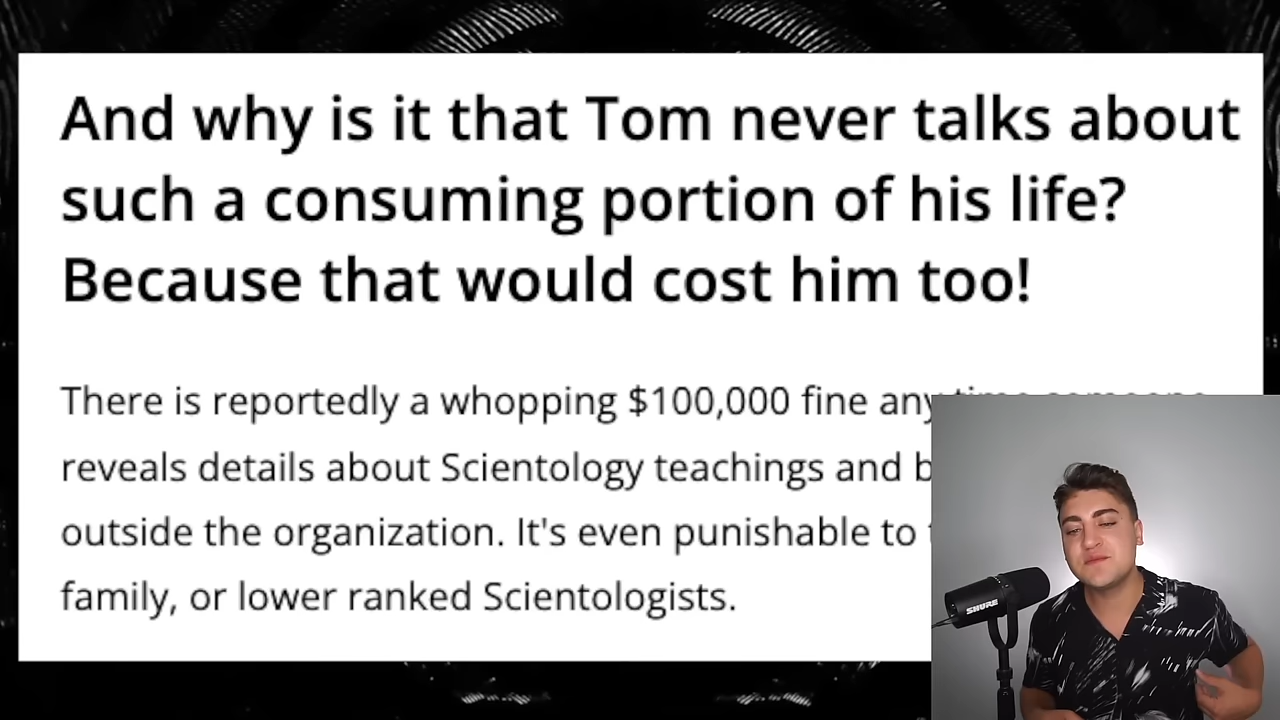 And why is it that Tom never talks about
such a consuming portion of his life?
Because that would cost him too!
There is reportedly a whopping $100,000 fine any time someone
reveals details about Scientology teachings and
outside the organization. It's even punishable to
family, or lower ranked Scientologists.
SHURE